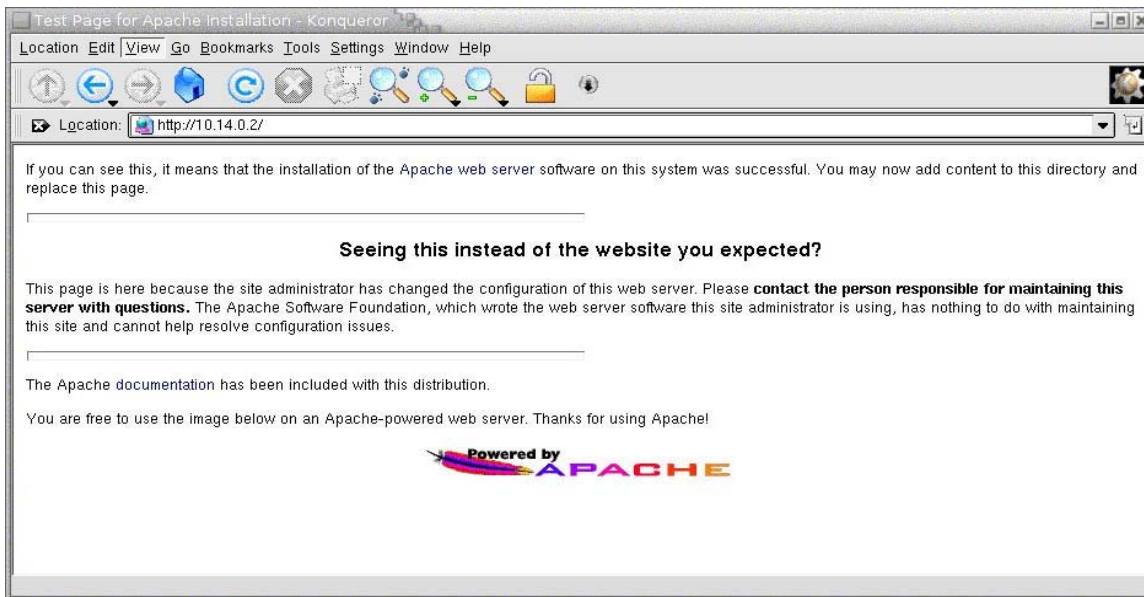 Test Page for Apache Installation - Konqueror
Location Edit View Go Bookmarks Tools Settings Window Help
Location: http://10.14.0.2/
If you can see this, it means that the installation of the Apache web server software on this system was successful. You may now add content to this directory and
replace this page.
Seeing this instead of the website you expected?
This page is here because the site administrator has changed the configuration of this web server. Please contact the person responsible for maintaining this
server with questions. The Apache Software Foundation, which wrote the web server software this site administrator is using, has nothing to do with maintaining
this site and cannot help resolve configuration issues.
The Apache documentation has been included with this distribution.
You are free to use the image below on an Apache-powered web server. Thanks for using Apache!
Powered by
APACHE